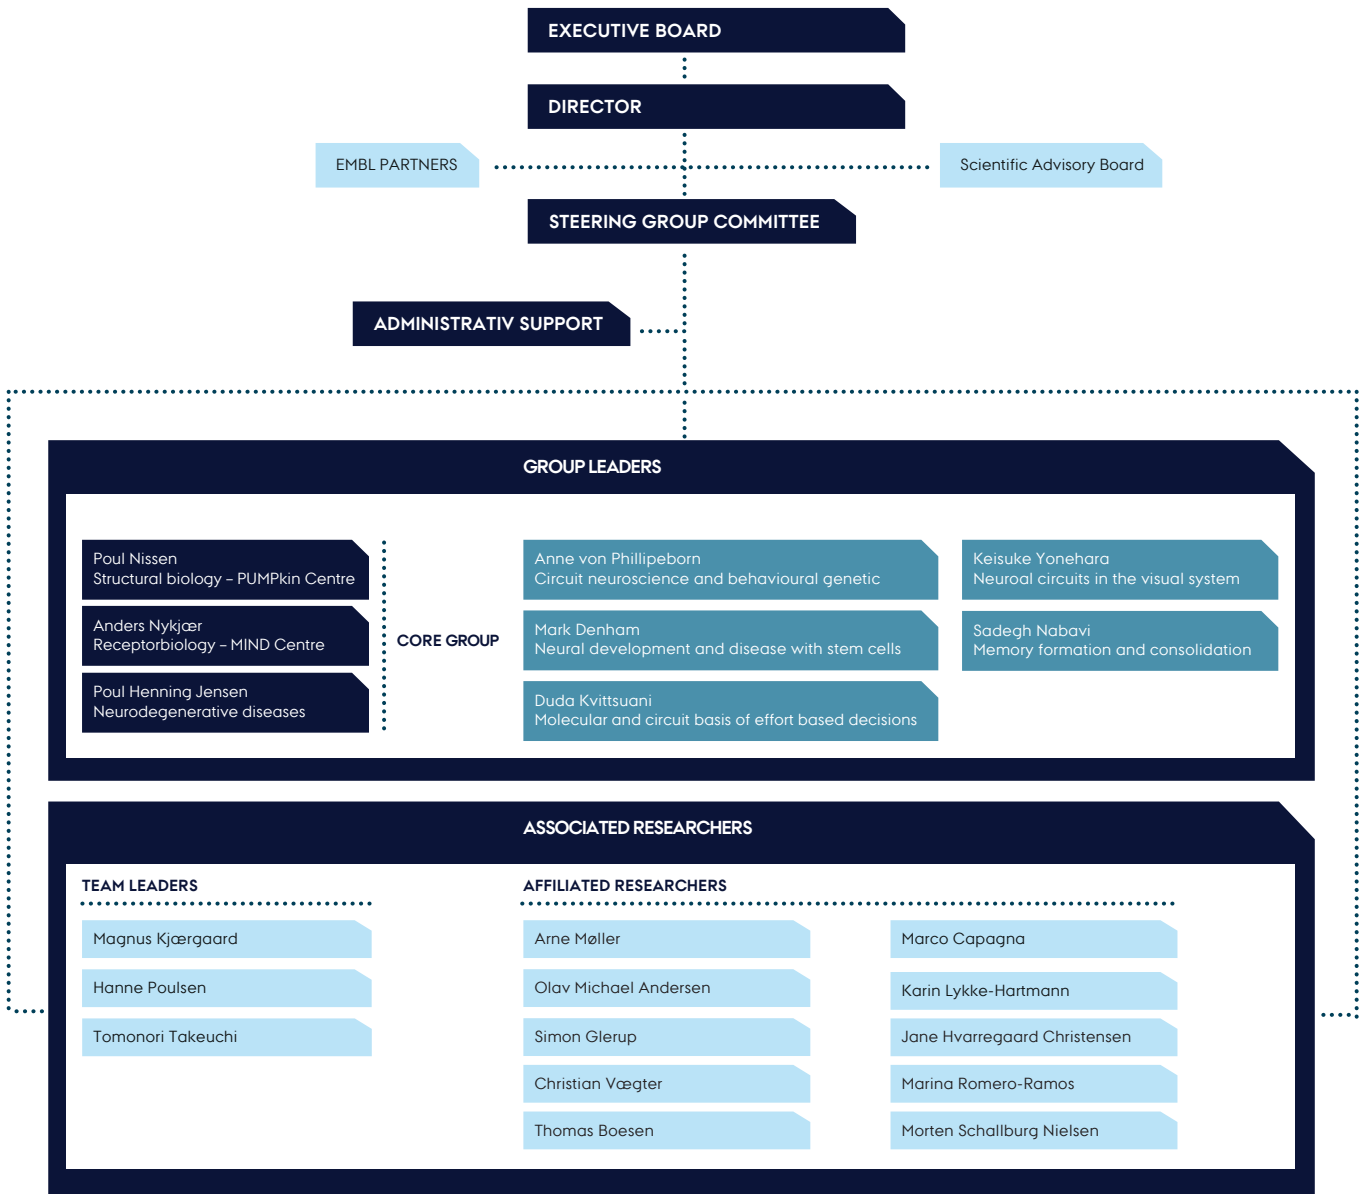 EXECUTIVE BOARD
DIRECTOR
EMBL PARTNERS
Scientific Advisory Board
STEERING GROUP COMMITTEE
ADMINISTRATIV SUPPORT
GROUP LEADERS
Poul Nissen
Structural biology – PUMPkin Centre
Anders Nykjær
Receptorbiology – MIND Centre
Poul Henning Jensen
Neurodegenerative diseases
CORE GROUP
Anne von Phillipeborn
Circuit neuroscience and behavioural genetic
Mark Denham
Neural development and disease with stem cells
Duda Kvittsuani
Molecular and circuit basis of effort based decisions
Keisuke Yonehara
Neuroal circuits in the visual system
Sadegh Nabavi
Memory formation and consolidation
ASSOCIATED RESEARCHERS
TEAM LEADERS
Magnus Kjærgaard
Hanne Poulsen
Tomonori Takeuchi
AFFILIATED RESEARCHERS
Arne Møller
Olav Michael Andersen
Simon Glerup
Christian Vægter
Thomas Boesen
Marco Capagna
Karin Lykke-Hartmann
Jane Hvarregaard Christensen
Marina Romero-Ramos
Morten Schallburg Nielsen